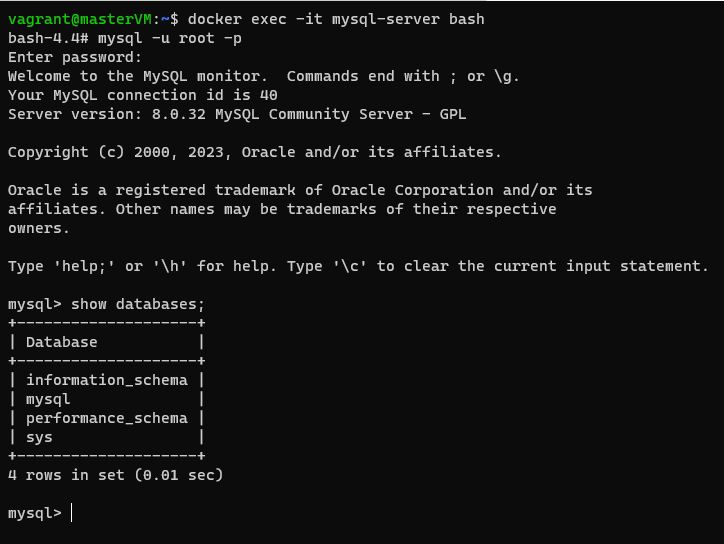 vagrant@masterVM:~$ docker exec -it mysql-server bash
bash-4.4# mysql -u root -p
Enter password:
Welcome to the MySQL monitor.  Commands end with ; or \g.
Your MySQL connection id is 40
Server version: 8.0.32 MySQL Community Server - GPL
Copyright (c) 2000, 2023, Oracle and/or its affiliates.
Oracle is a registered trademark of Oracle Corporation and/or its
affiliates. Other names may be trademarks of their respective
owners.
Type 'help;' or '\h' for help. Type '\c' to clear the current input statement.
mysql> show databases;
+--------------------+
| Database           |
+--------------------+
| information_schema |
| mysql              |
| performance_schema |
| sys                |
+--------------------+
4 rows in set (0.01 sec)
mysql>